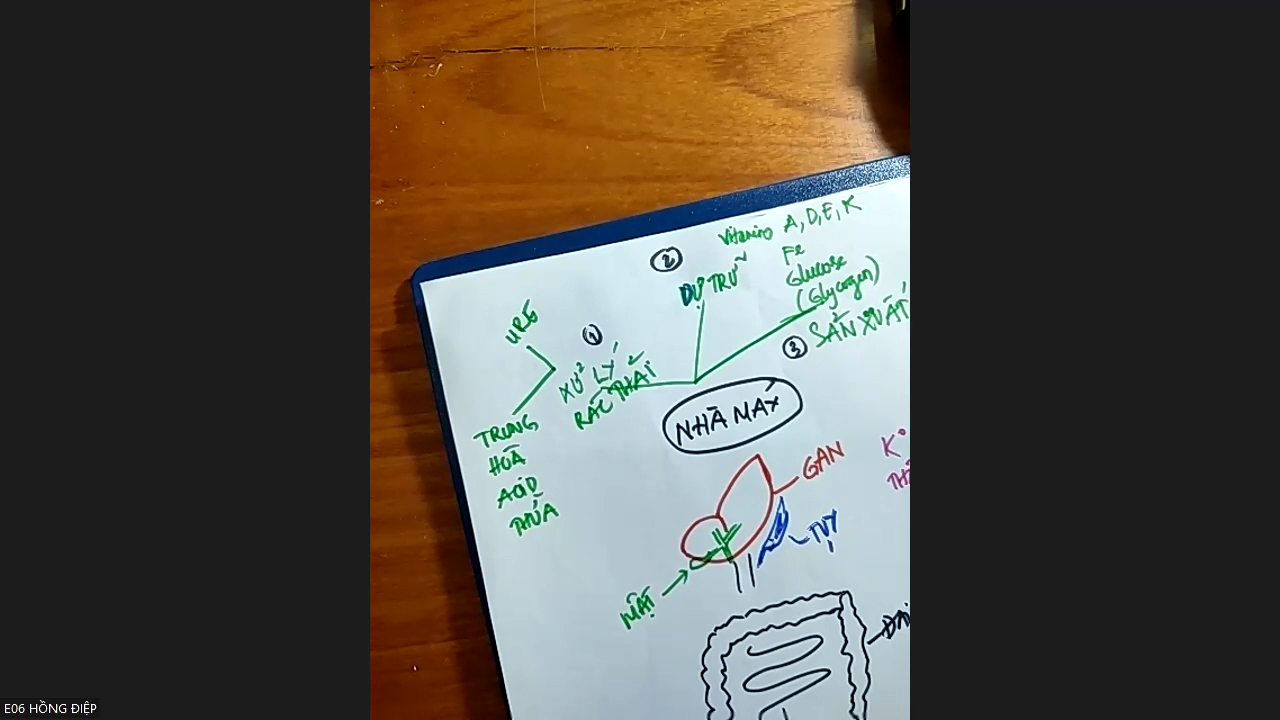 Vitamin A, D, E, K
②
Fe
DỰ TRỮ
Glucose
(Glycogen)
URE
①
③ SẢN XUẤT
XỬ LÝ
RÁC THẢI
NHÀ MÁY
TRUNG
HÒA
ACID
THỪA
GAN
K°
TỤY
MẬT
E06 HỒNG ĐIỆP